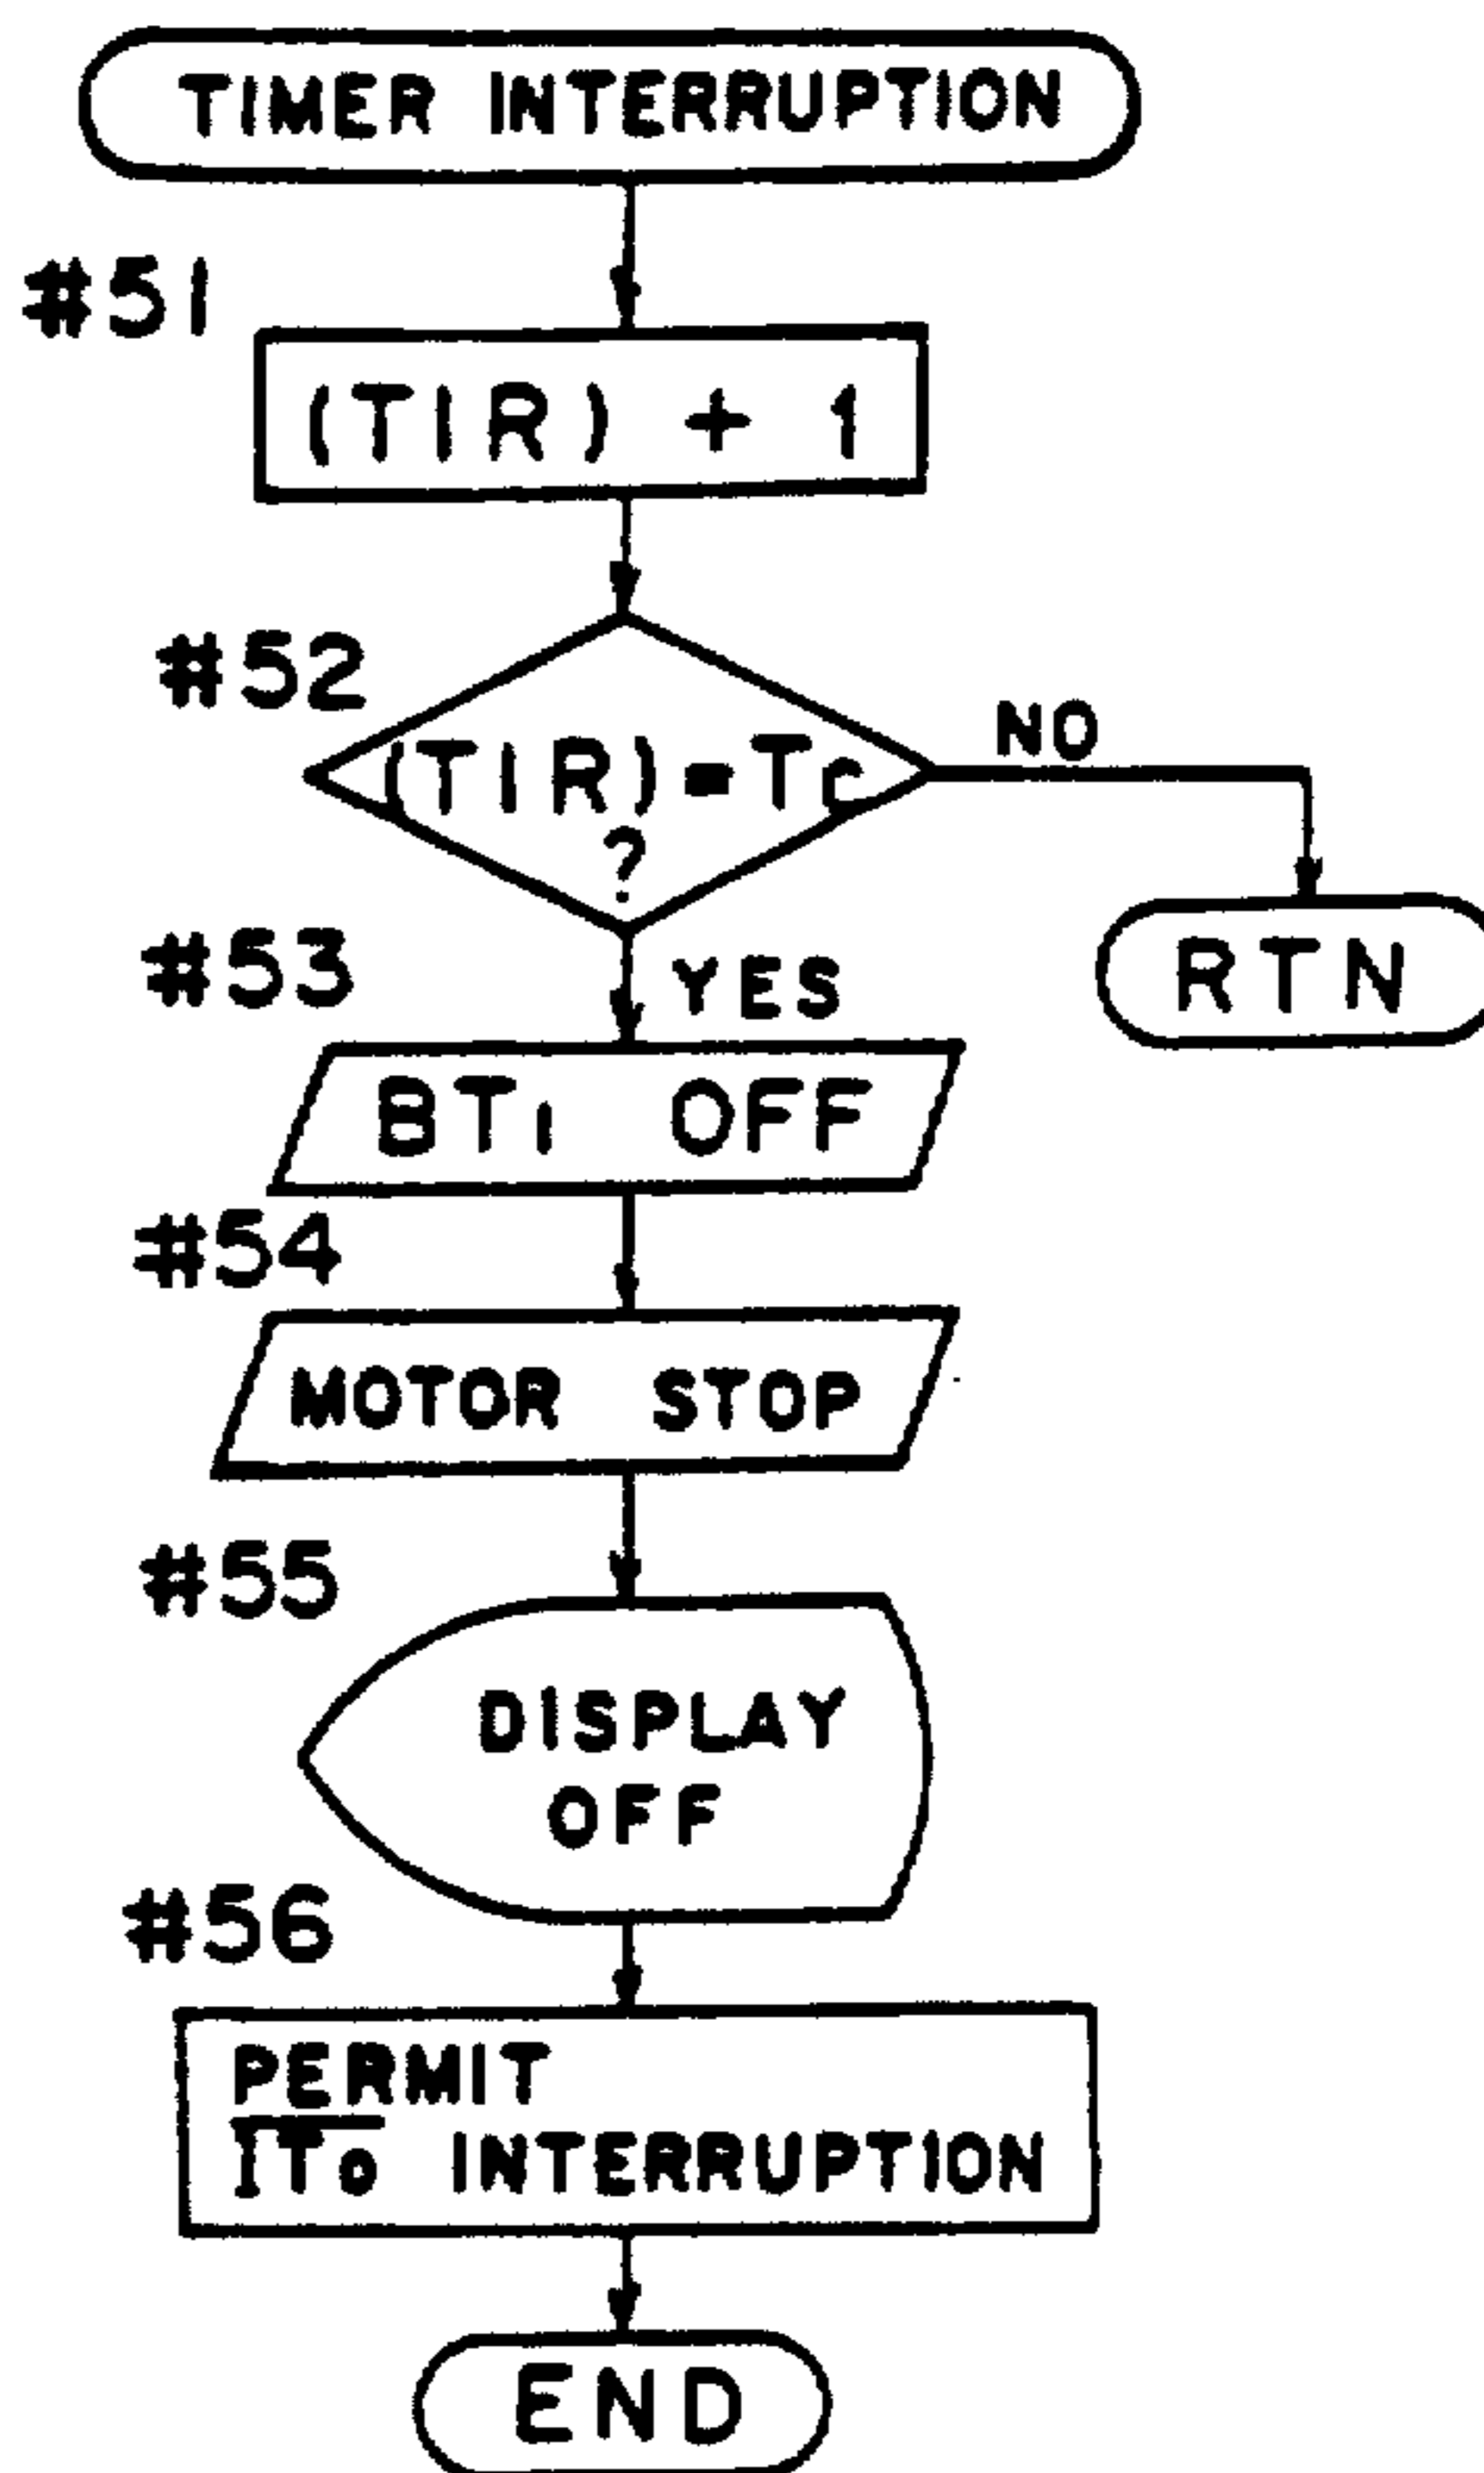 TIMER INTERRUPTION
#51
(TIR) + 1
#52
(TIR)=Tc
?
NO
RTN
#53
YES
BT1 OFF
#54
MOTOR STOP
#55
DISPLAY
OFF
#56
PERMIT
I̅T̅o̅ INTERRUPTION
END